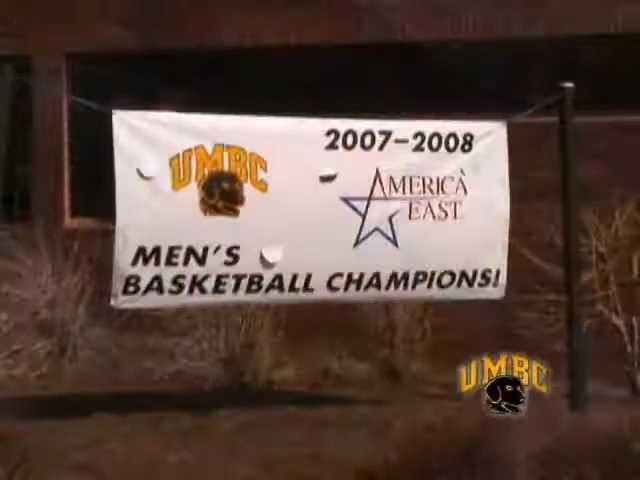 2007-2008
UMBC
AMERICA
EAST
MEN'S
BASKETBALL CHAMPIONS!
UMBC